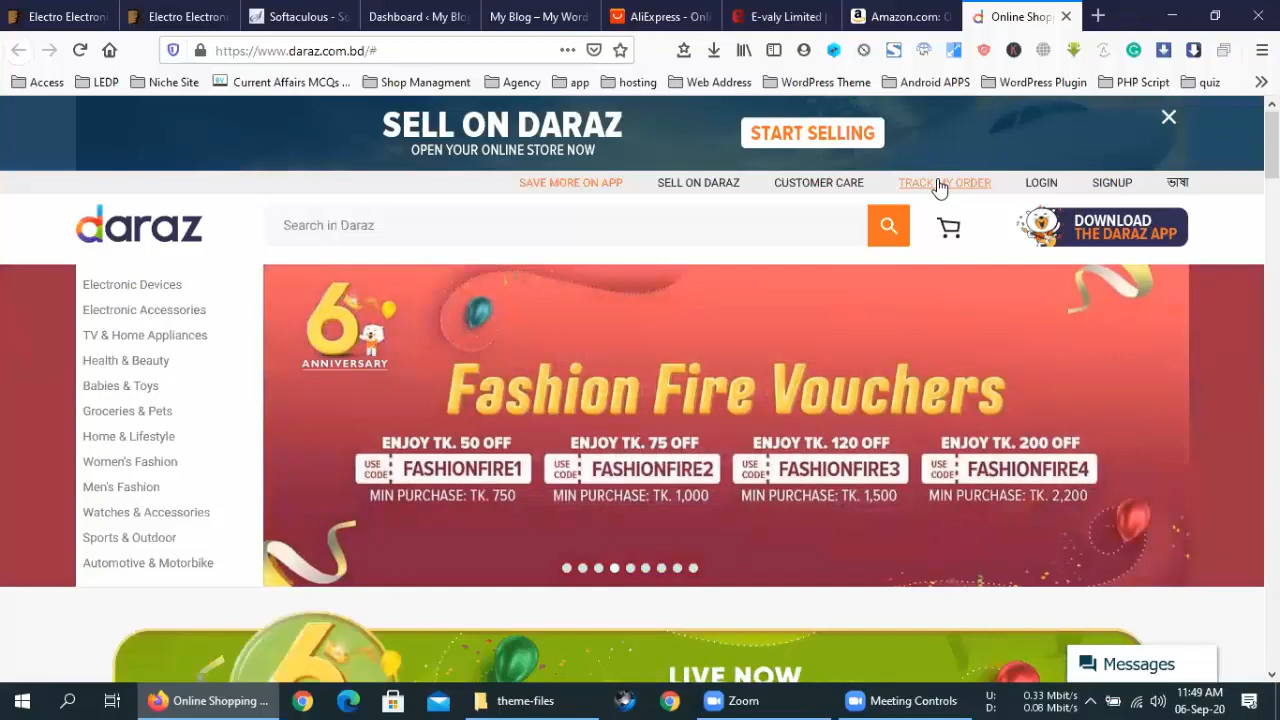 Electro Electroni
Electro Electroni
Softaculous - So
Dashboard ‹ My Blo
My Blog – My Word
AliExpress - Onli
E-valy Limited |
Amazon.com: O
Online Shop
https://www.daraz.com.bd/#
Access
LEDP
Niche Site
Current Affairs MCQs ...
Shop Managment
Agency
app
hosting
Web Address
WordPress Theme
Android APPS
WordPress Plugin
PHP Script
quiz
SELL ON DARAZ
OPEN YOUR ONLINE STORE NOW
START SELLING
SAVE MORE ON APP
SELL ON DARAZ
CUSTOMER CARE
TRACK MY ORDER
LOGIN
SIGNUP
ভাষা
daraz
Search in Daraz
DOWNLOAD
THE DARAZ APP
Electronic Devices
Electronic Accessories
TV & Home Appliances
Health & Beauty
Babies & Toys
Groceries & Pets
Home & Lifestyle
Women's Fashion
Men's Fashion
Watches & Accessories
Sports & Outdoor
Automotive & Motorbike
6
ANNIVERSARY
Fashion Fire Vouchers
ENJOY TK. 50 OFF
USE CODE FASHIONFIRE1
MIN PURCHASE: TK. 750
ENJOY TK. 75 OFF
USE CODE FASHIONFIRE2
MIN PURCHASE: TK. 1,000
ENJOY TK. 120 OFF
USE CODE FASHIONFIRE3
MIN PURCHASE: TK. 1,500
ENJOY TK. 200 OFF
USE CODE FASHIONFIRE4
MIN PURCHASE: TK. 2,200
6
LIVE NOW
Messages
Online Shopping ...
theme-files
Zoom
Meeting Controls
U: 0.33 Mbit/s
D: 0.08 Mbit/s
11:49 AM
06-Sep-20